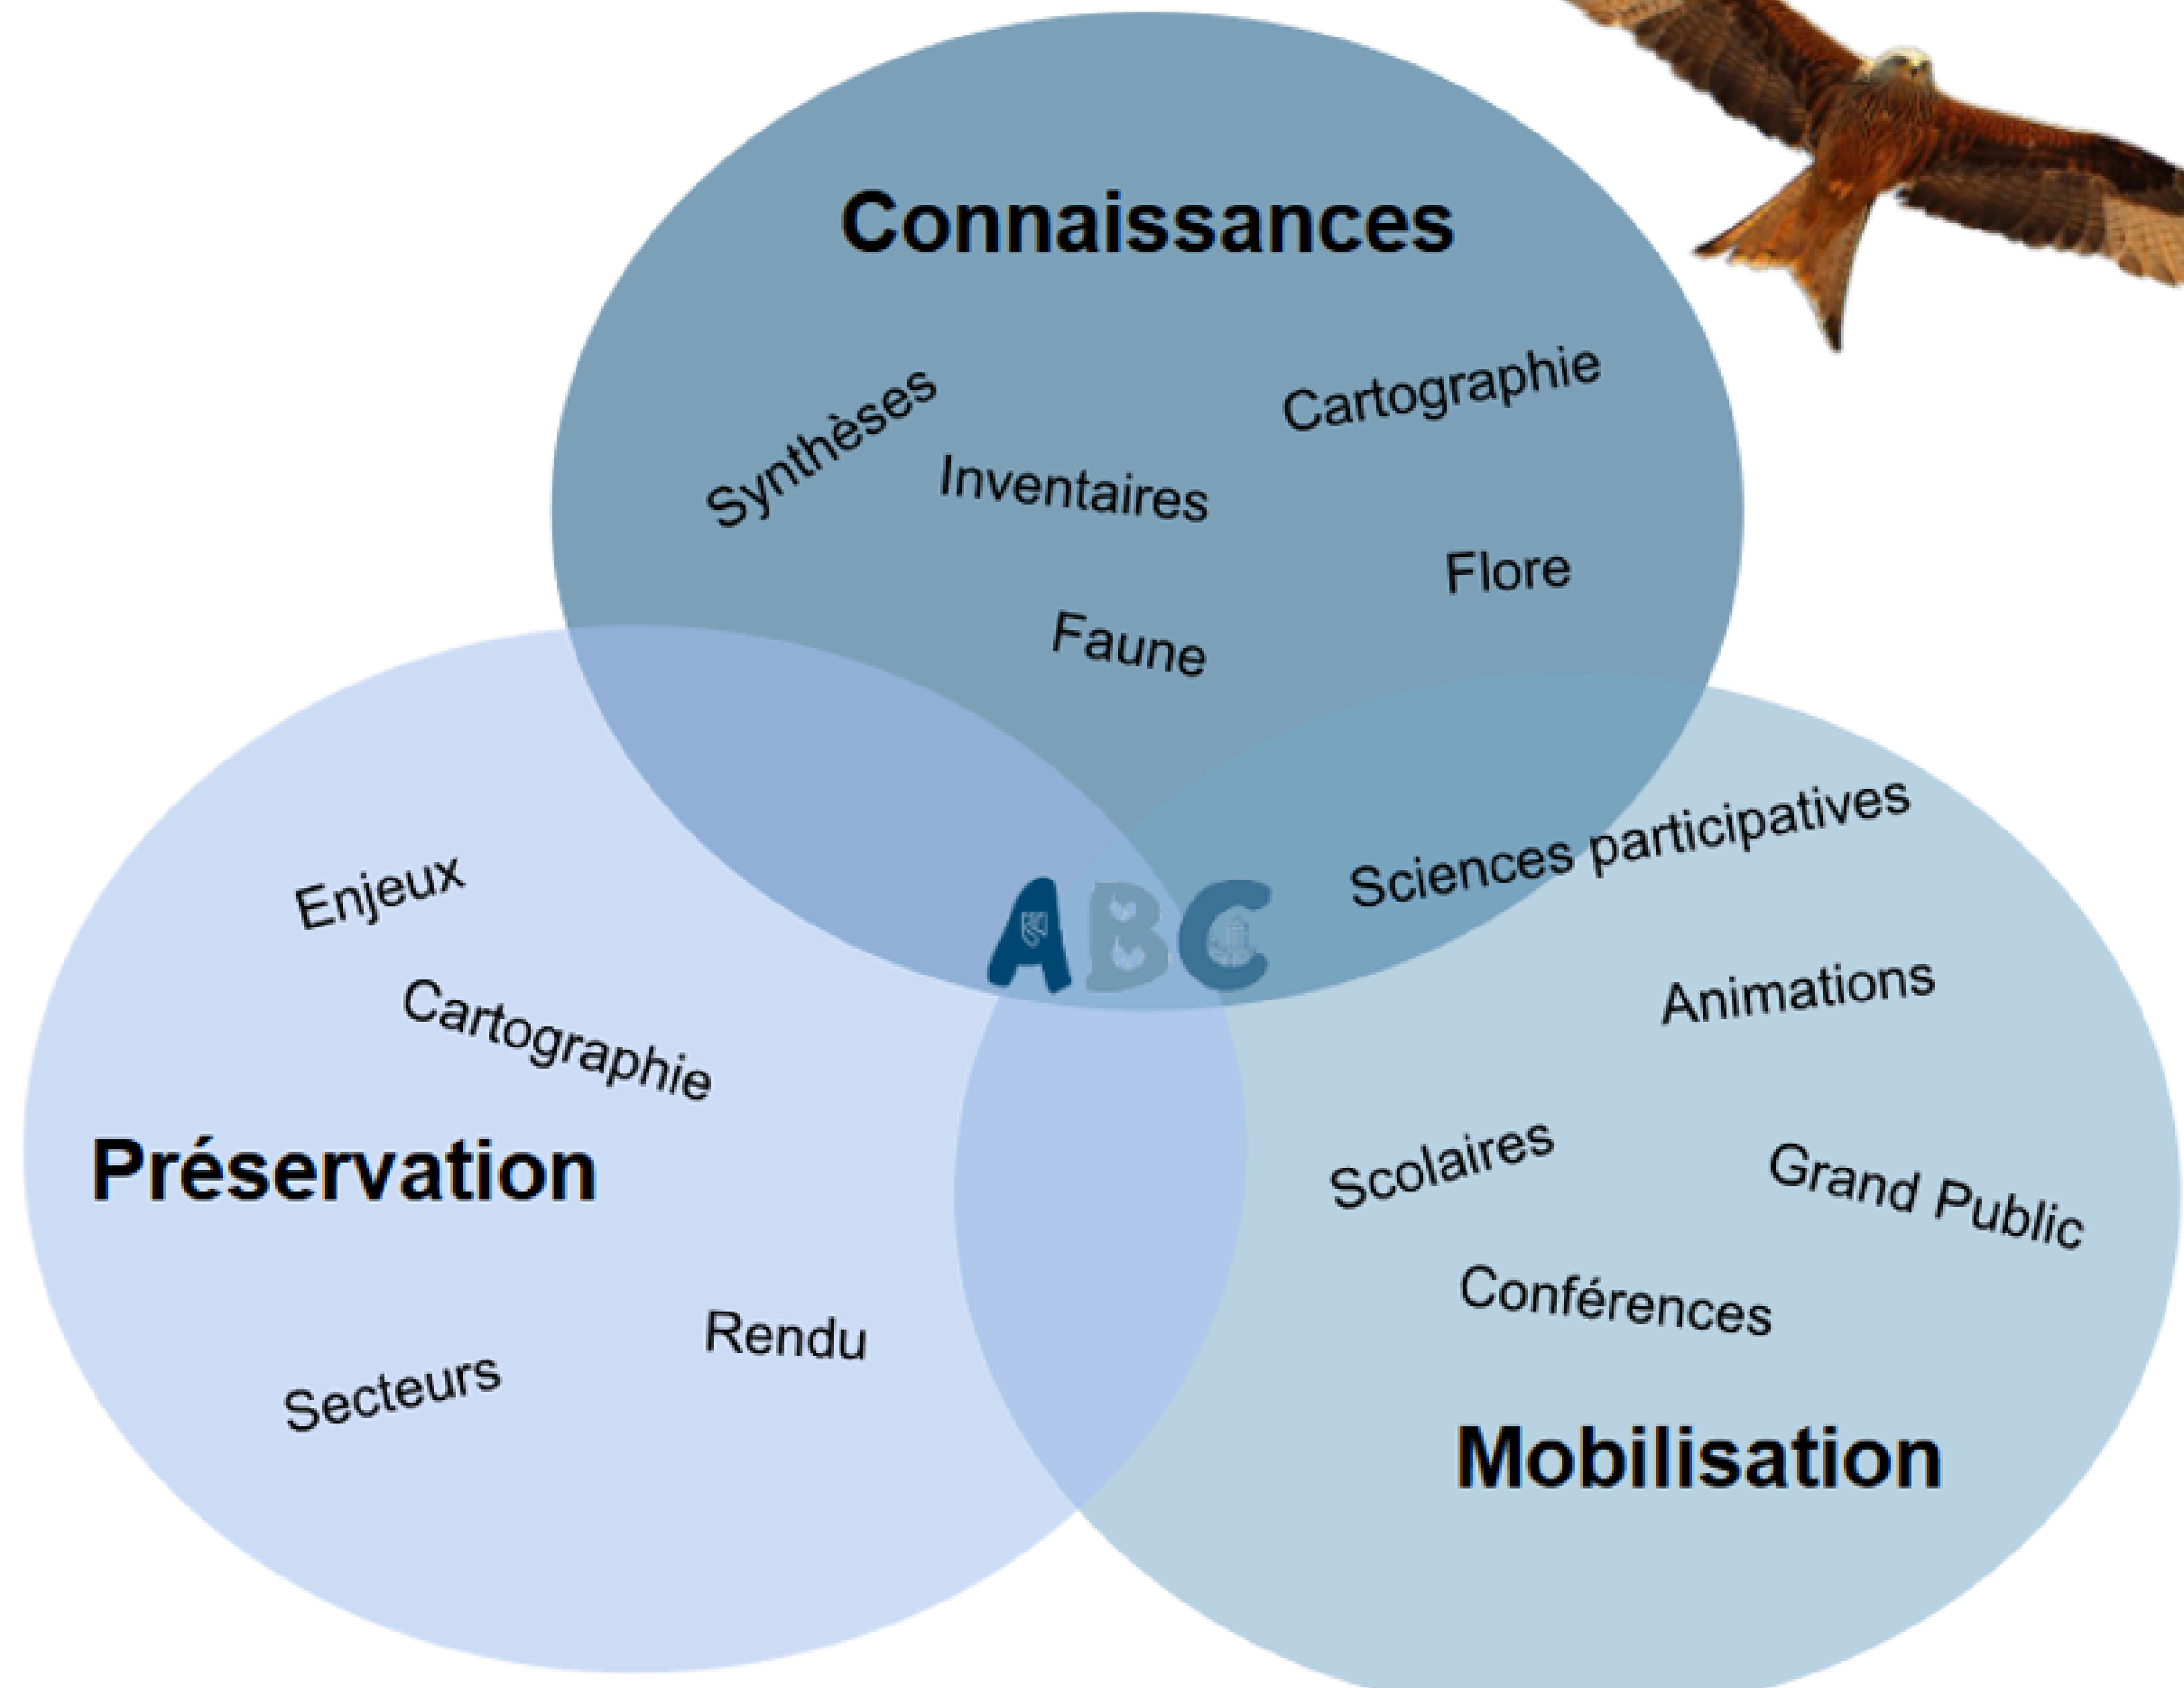 Connaissances
Synthèses
Cartographie
Inventaires
Flore
Faune
Sciences participatives
ABC
Enjeux
Cartographie
Animations
Préservation
Scolaires
Grand Public
Conférences
Rendu
Secteurs
Mobilisation